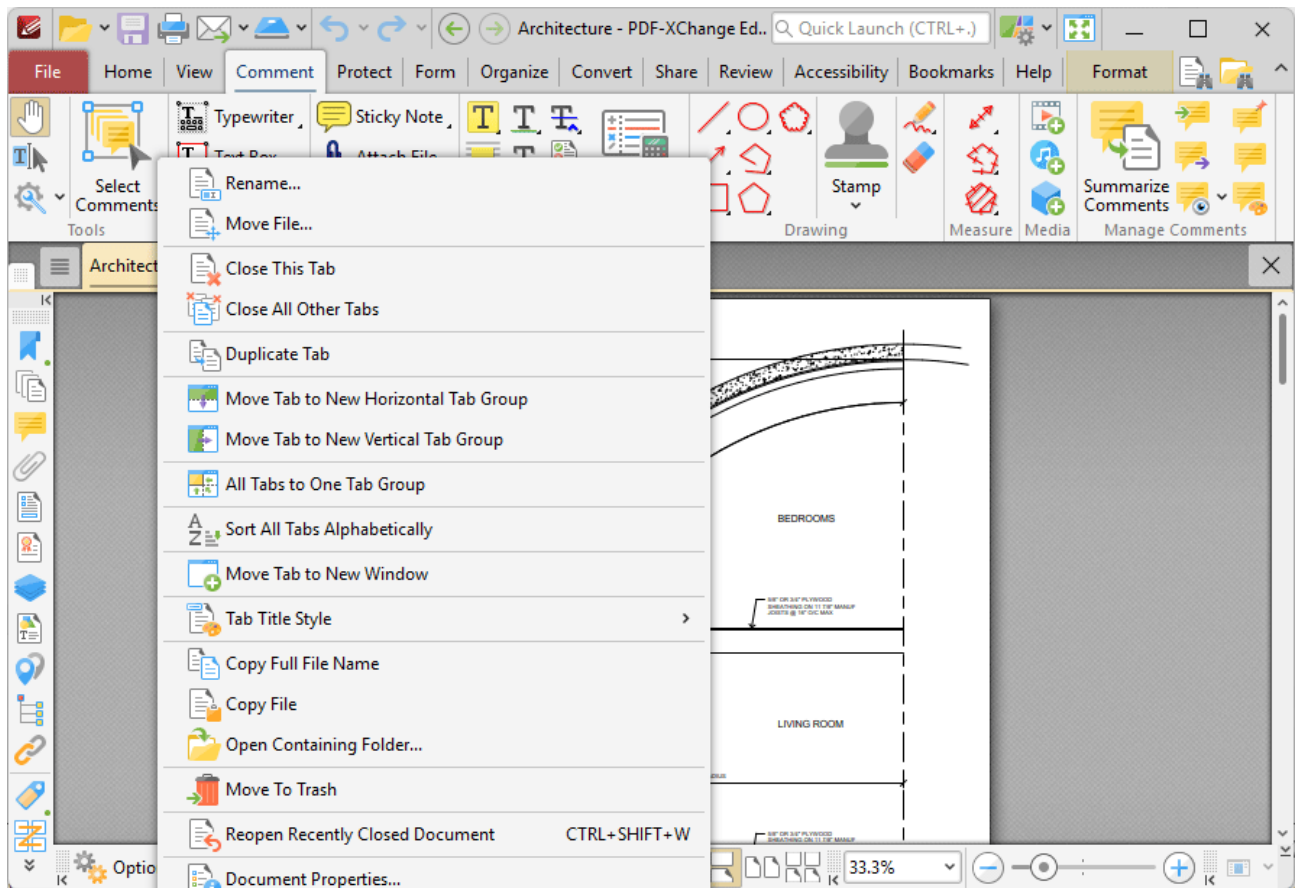 Architecture - PDF-XChange Ed..
Quick Launch (CTRL+.)
File
Home
View
Comment
Protect
Form
Organize
Convert
Share
Review
Accessibility
Bookmarks
Help
Format
Typewriter
Sticky Note
Text Box
Attach File
Select
Comments
Tools
Stamp
Drawing
Measure
Media
Summarize
Comments
Manage Comments
Architect
Rename...
Move File...
Close This Tab
Close All Other Tabs
Duplicate Tab
Move Tab to New Horizontal Tab Group
Move Tab to New Vertical Tab Group
All Tabs to One Tab Group
Sort All Tabs Alphabetically
Move Tab to New Window
Tab Title Style
Copy Full File Name
Copy File
Open Containing Folder...
Move To Trash
Reopen Recently Closed Document CTRL+SHIFT+W
Document Properties...
BEDROOMS
LIVING ROOM
Optio
33.3%